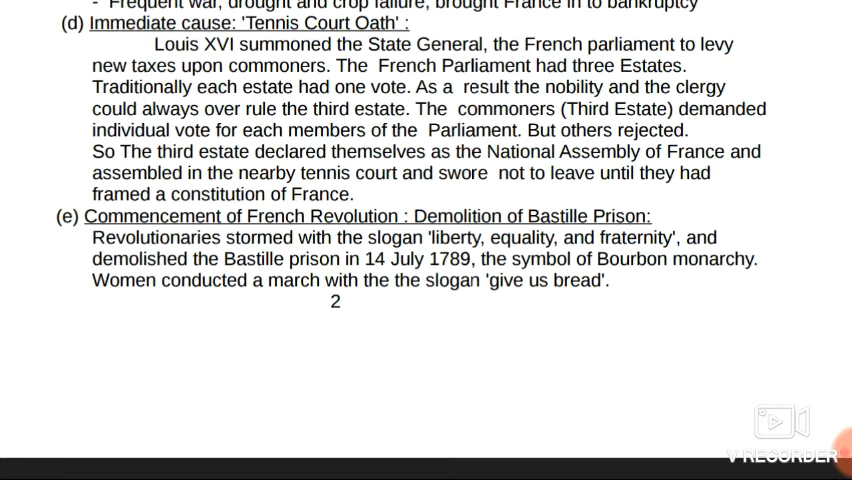 - Frequent war, drought and crop failure, brought France in to bankruptcy
(d) Immediate cause: 'Tennis Court Oath' :
Louis XVI summoned the State General, the French parliament to levy
new taxes upon commoners. The French Parliament had three Estates.
Traditionally each estate had one vote. As a result the nobility and the clergy
could always over rule the third estate. The commoners (Third Estate) demanded
individual vote for each members of the Parliament. But others rejected.
So The third estate declared themselves as the National Assembly of France and
assembled in the nearby tennis court and swore not to leave until they had
framed a constitution of France.
(e) Commencement of French Revolution : Demolition of Bastille Prison:
Revolutionaries stormed with the slogan 'liberty, equality, and fraternity', and
demolished the Bastille prison in 14 July 1789, the symbol of Bourbon monarchy.
Women conducted a march with the the slogan 'give us bread'.
2
V RECORDER